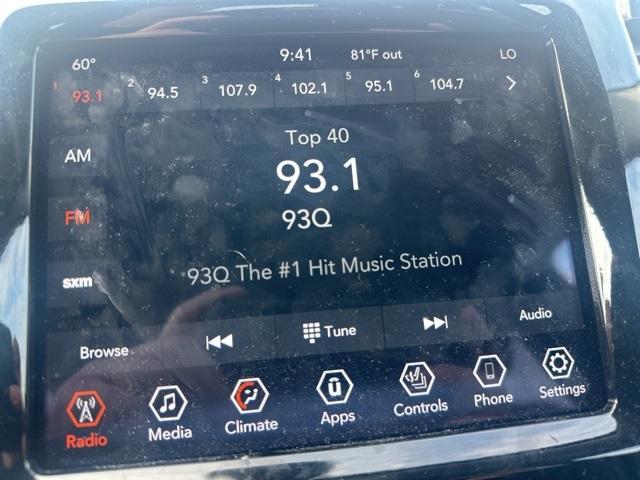 60° 9:41 81°F out LO
1 93.1 2 94.5 3 107.9 4 102.1 5 95.1 6 104.7
Top 40
AM
93.1
FM
93Q
93Q The #1 Hit Music Station
sxm
Browse Tune Audio
Radio Media Climate Apps Controls Phone Settings